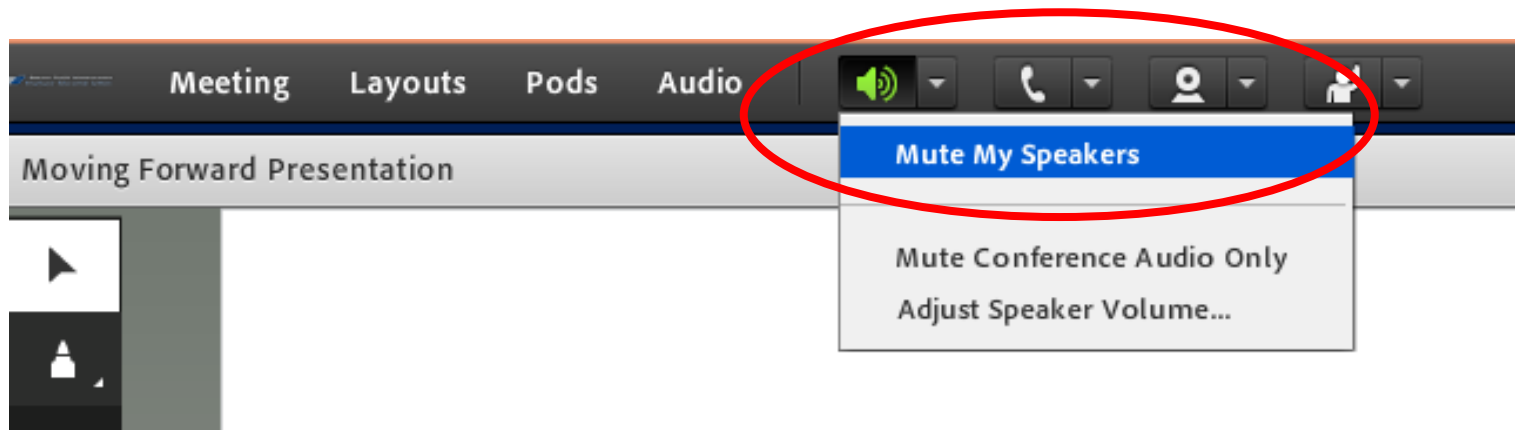 Meeting Layouts Pods Audio
Mute My Speakers
Moving Forward Presentation
Mute Conference Audio Only
Adjust Speaker Volume...